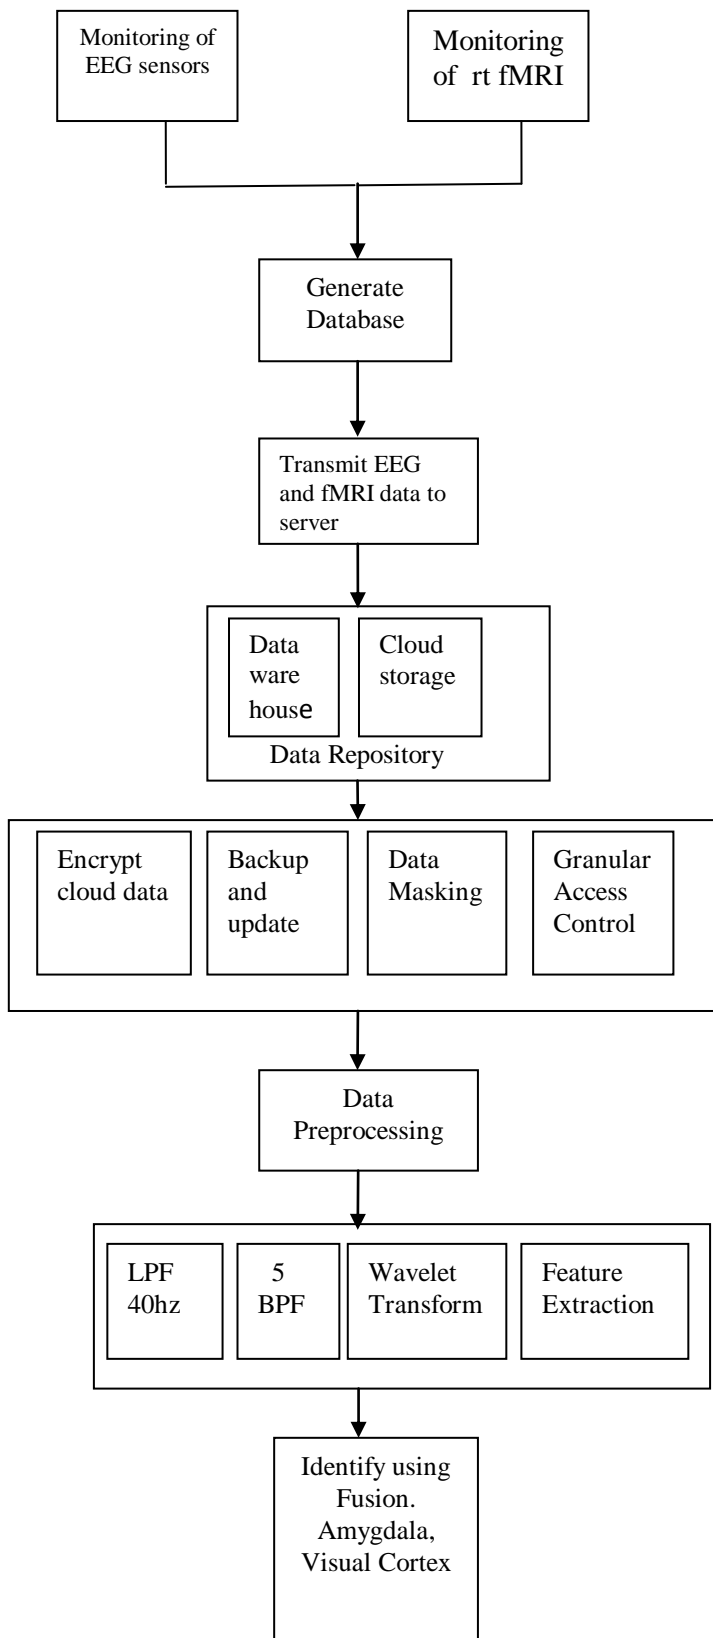 Monitoring of
EEG sensors
Monitoring
of rt fMRI
Generate
Database
Transmit EEG
and fMRI data to
server
Data
ware
house
Cloud
storage
Data Repository
Encrypt
cloud data
Backup
and
update
Data
Masking
Granular
Access
Control
Data
Preprocessing
LPF
40hz
5
BPF
Wavelet
Transform
Feature
Extraction
Identify using
Fusion.
Amygdala,
Visual Cortex